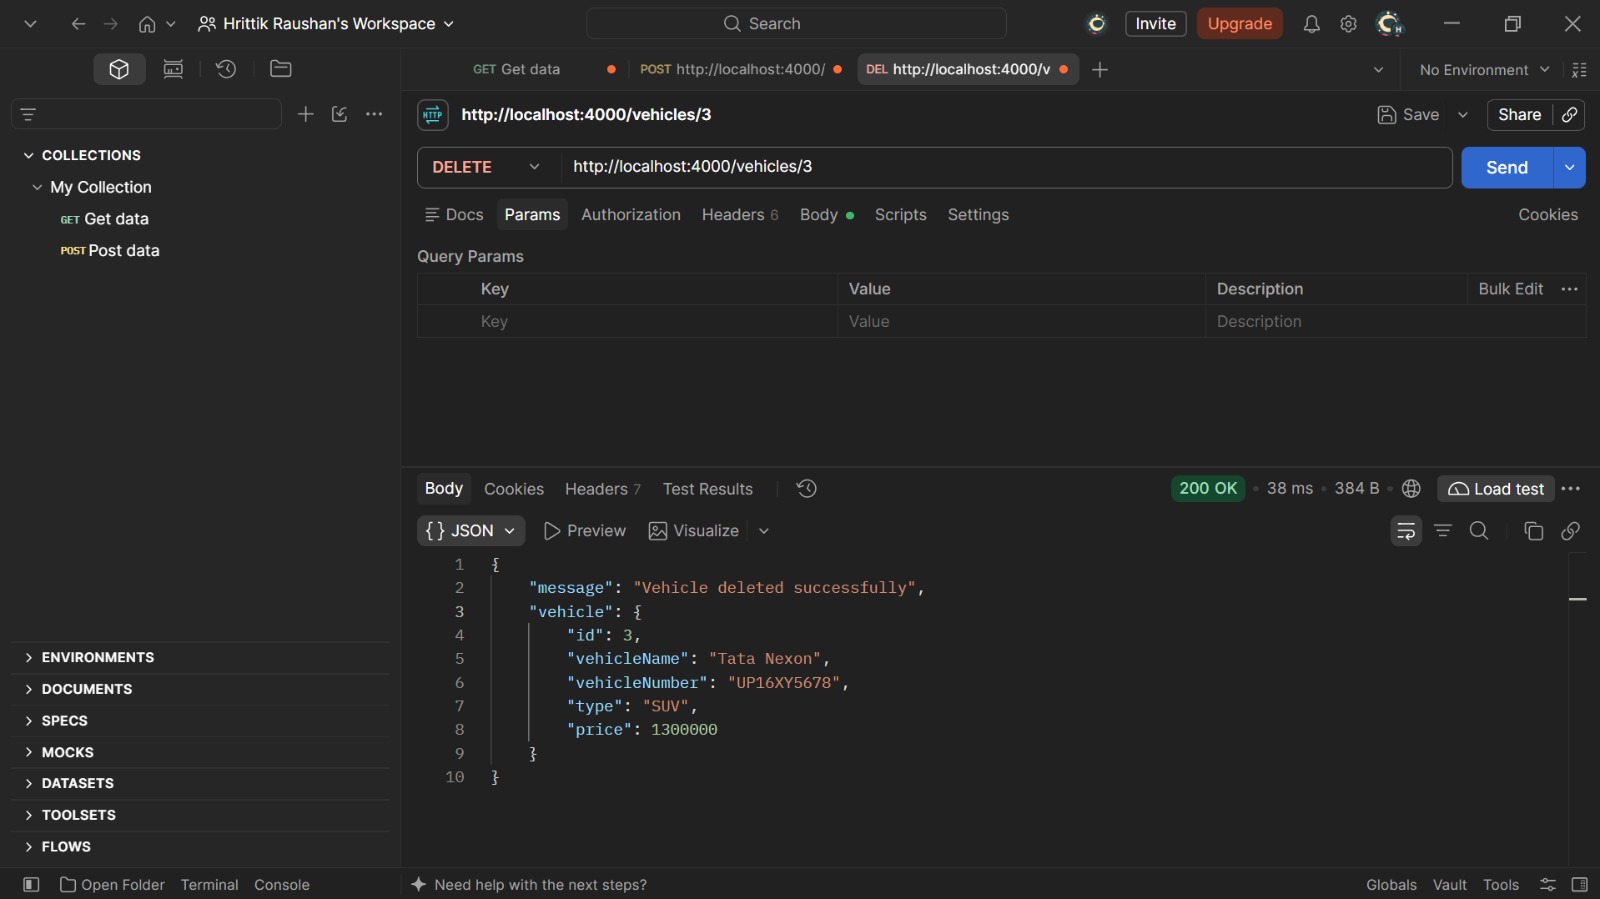 Hrittik Raushan's Workspace
Search
Invite
Upgrade
GET Get data
POST http://localhost:4000/
DEL http://localhost:4000/v
No Environment
HTTP http://localhost:4000/vehicles/3
Save
Share
COLLECTIONS
My Collection
GET Get data
POST Post data
DELETE http://localhost:4000/vehicles/3
Send
Docs Params Authorization Headers 6 Body Scripts Settings Cookies
Query Params
Key Value Description Bulk Edit
Key Value Description
Body Cookies Headers 7 Test Results 200 OK 38 ms 384 B Load test
{} JSON Preview Visualize
1 {
2 "message": "Vehicle deleted successfully",
3 "vehicle": {
4 "id": 3,
5 "vehicleName": "Tata Nexon",
6 "vehicleNumber": "UP16XY5678",
7 "type": "SUV",
8 "price": 1300000
9 }
10 }
ENVIRONMENTS
DOCUMENTS
SPECS
MOCKS
DATASETS
TOOLSETS
FLOWS
Open Folder Terminal Console Need help with the next steps? Globals Vault Tools